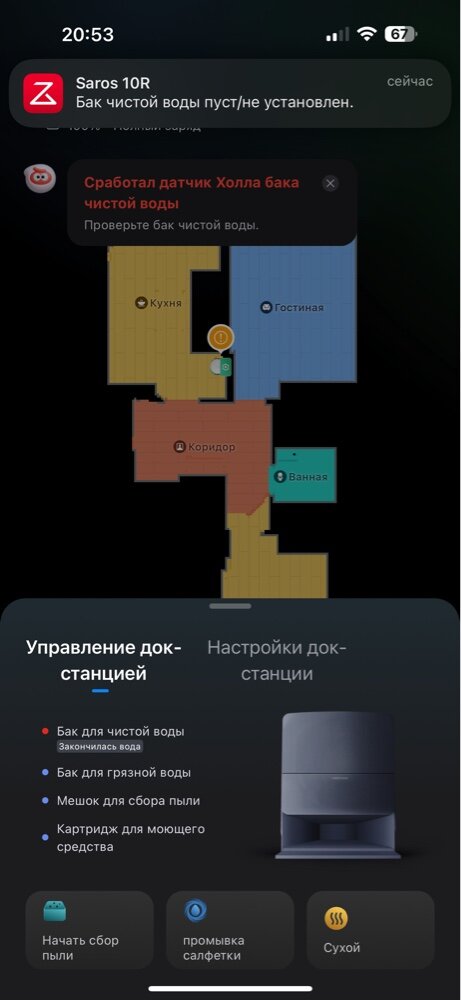 20:53
67
Saros 10R
сейчас
Бак чистой воды пуст/не установлен.
100% · Полный заряд
Сработал датчик Холла бака
чистой воды
Проверьте бак чистой воды.
Кухня
Гостиная
Коридор
Ванная
Управление док-
станцией
Настройки док-
станции
Бак для чистой воды
Закончилась вода
Бак для грязной воды
Мешок для сбора пыли
Картридж для моющего
средства
Начать сбор
пыли
промывка
салфетки
Сухой